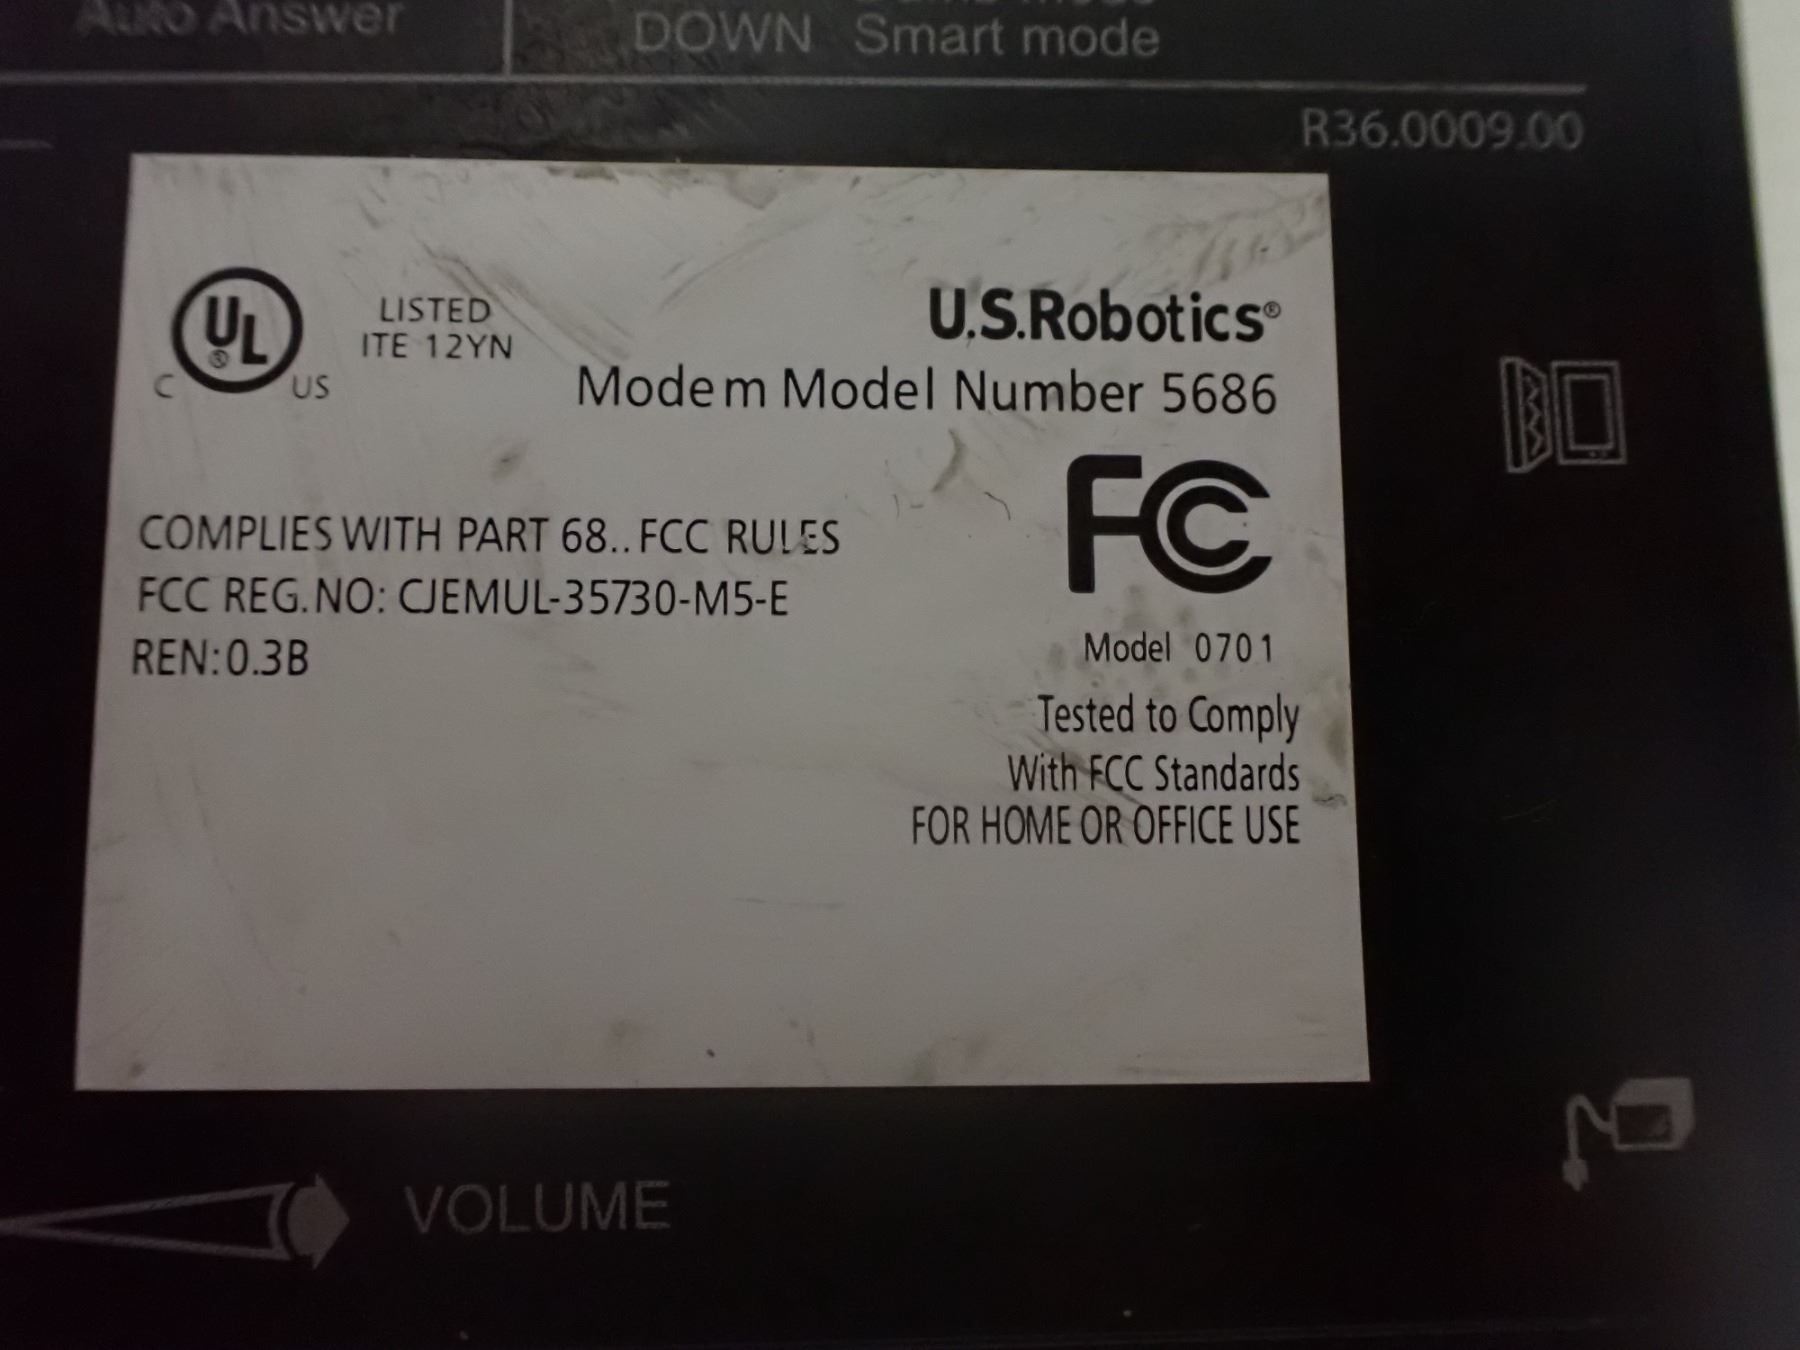 Auto Answer
DOWN Smart mode
R36.0009.00
UL
®
C US
LISTED
ITE 12YN
U.S.Robotics®
Modem Model Number 5686
FCC
COMPLIES WITH PART 68.. FCC RULES
FCC REG. NO: CJEMUL-35730-M5-E
REN: 0.3B
Model 0701
Tested to Comply
With FCC Standards
FOR HOME OR OFFICE USE
VOLUME